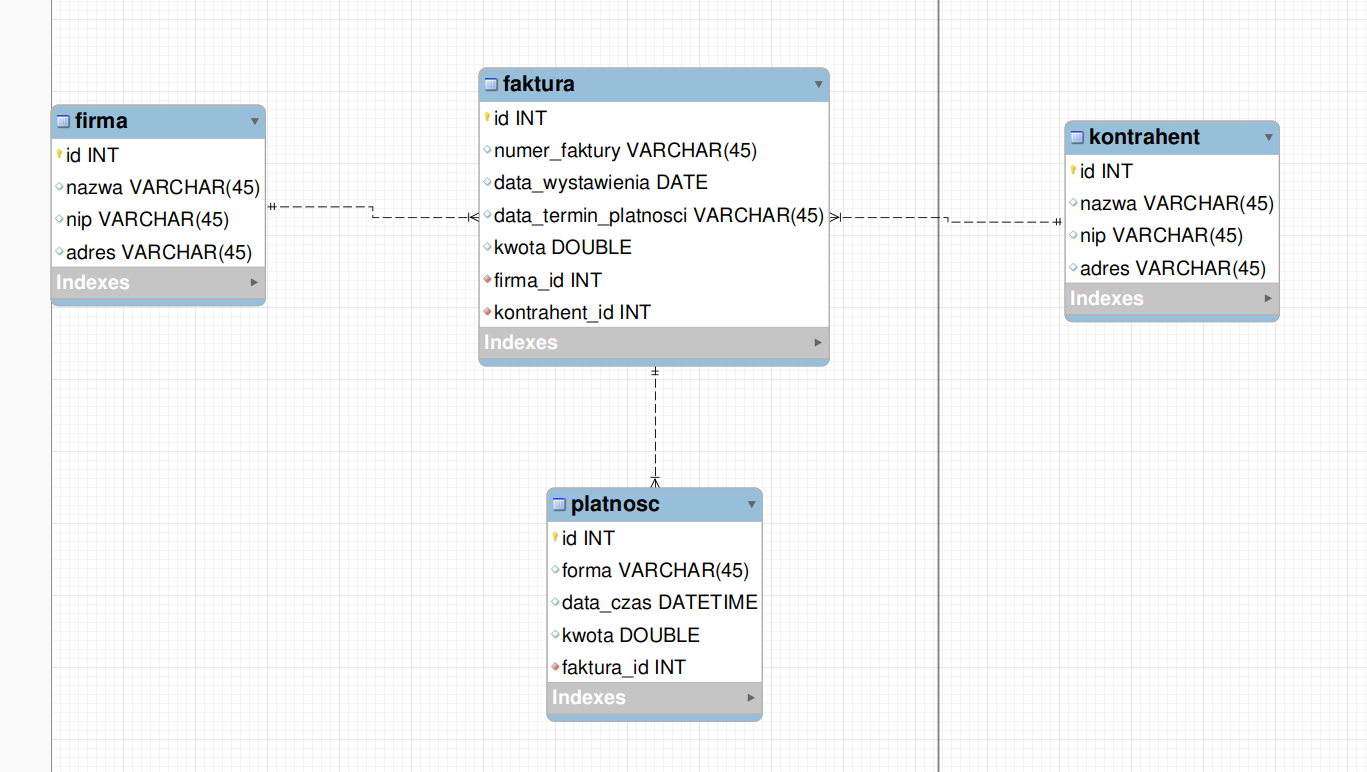 firma
id INT
nazwa VARCHAR(45)
nip VARCHAR(45)
adres VARCHAR(45)
Indexes
faktura
id INT
numer_faktury VARCHAR(45)
data_wystawienia DATE
data_termin_platnosci VARCHAR(45)
kwota DOUBLE
firma_id INT
kontrahent_id INT
Indexes
kontrahent
id INT
nazwa VARCHAR(45)
nip VARCHAR(45)
adres VARCHAR(45)
Indexes
platnosc
id INT
forma VARCHAR(45)
data_czas DATETIME
kwota DOUBLE
faktura_id INT
Indexes